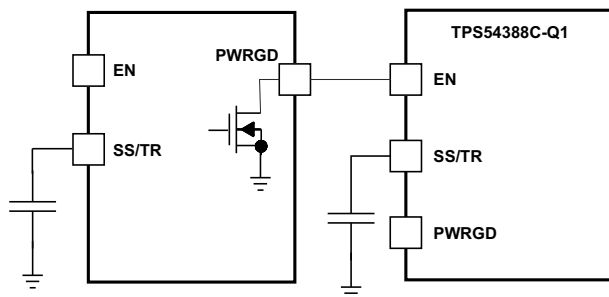 TPS54388C-Q1
PWRGD
EN
EN
SS/TR
SS/TR
PWRGD